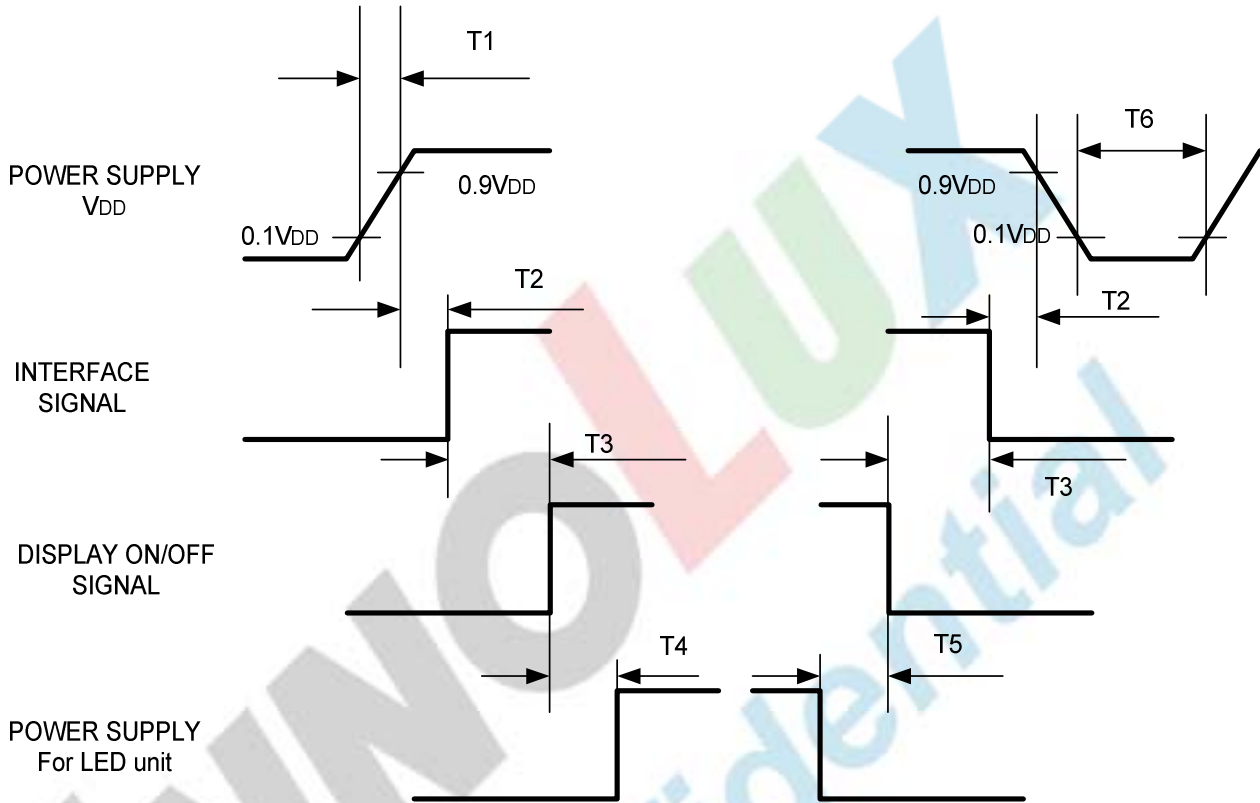 T1
T6
POWER SUPPLY
VDD
0.9VDD
0.9VDD
0.1VDD
0.1VDD
T2
T2
INTERFACE
SIGNAL
T3
T3
DISPLAY ON/OFF
SIGNAL
T4
T5
POWER SUPPLY
For LED unit